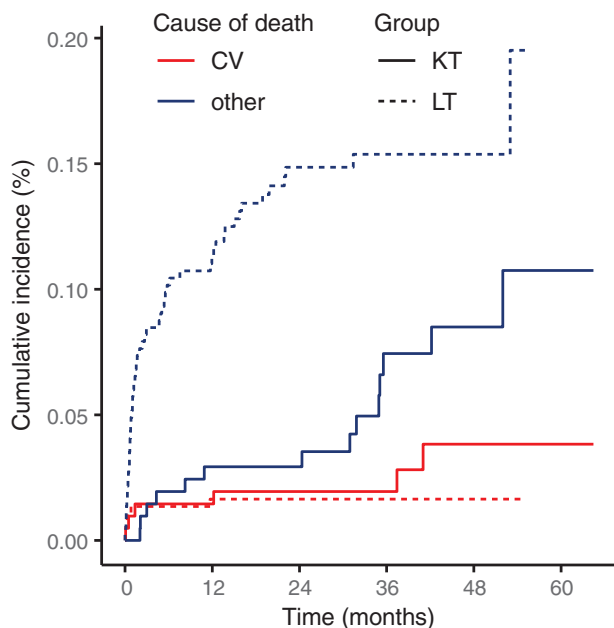 Cause of death Group
CV KT
other LT
Cumulative incidence (%)
0.20
0.15
0.10
0.05
0.00
0 12 24 36 48 60
Time (months)